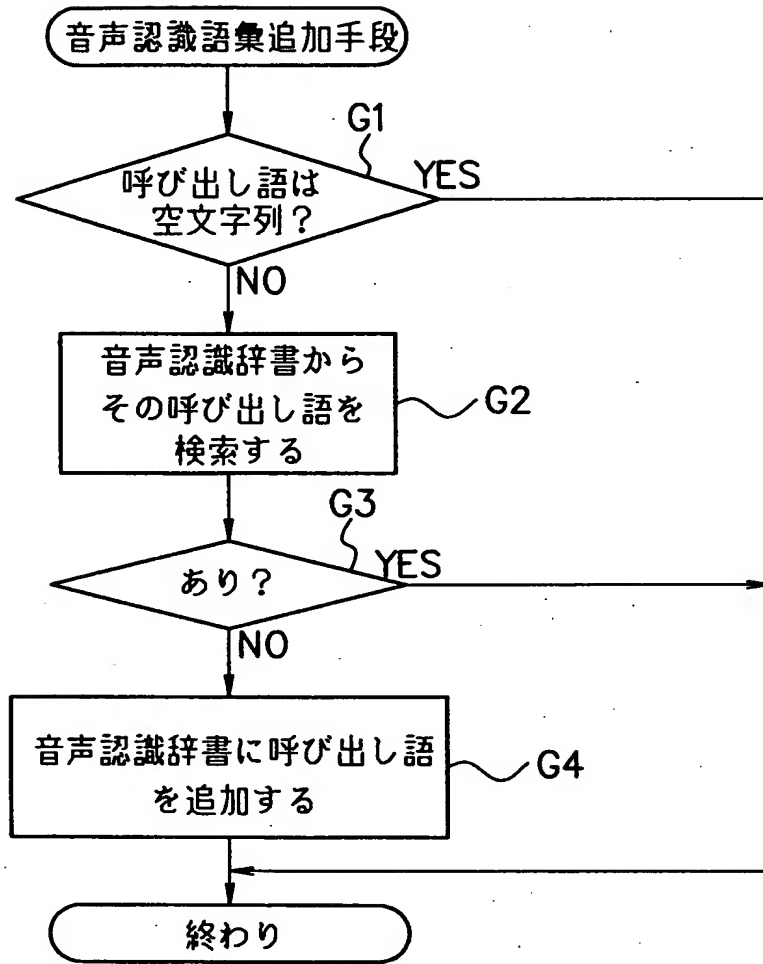 音声認識語彙追加手段
G1
呼び出し語は
YES
空文字列?
NO
音声認識辞書から
その呼び出し語を
G2
検索する
G3
YES
あり?
NO
音声認識辞書に呼び出し語
G4
を追加する
終わり